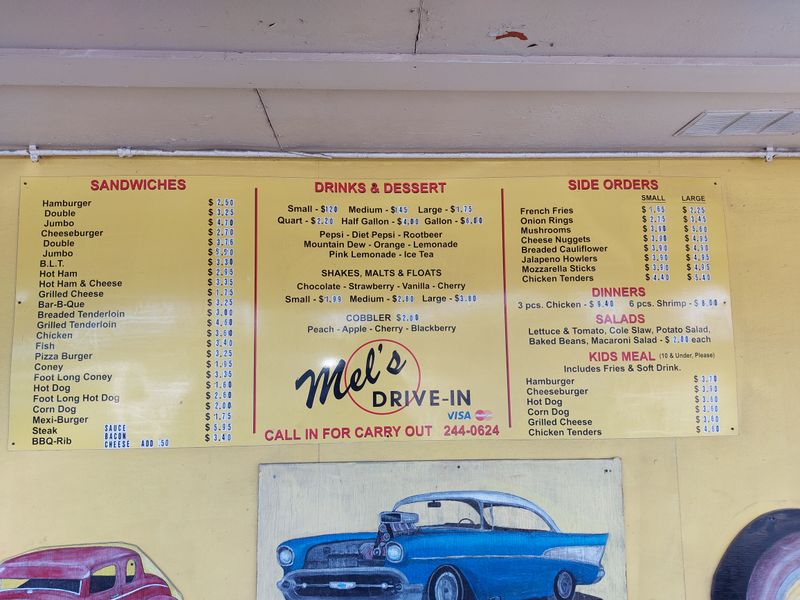 SANDWICHES
Hamburger $ 2.50
Double $ 3.25
Jumbo $ 4.70
Cheeseburger $ 2.70
Double $ 3.76
Jumbo $ 5.20
B.L.T. $ 3.30
Hot Ham $ 2.95
Hot Ham & Cheese $ 3.35
Grilled Cheese $ 1.75
Bar-B-Que $ 3.25
Breaded Tenderloin $ 3.80
Grilled Tenderloin $ 4.60
Chicken $ 3.60
Fish $ 3.40
Pizza Burger $ 3.25
Coney $ 1.95
Foot Long Coney $ 3.35
Hot Dog $ 1.60
Foot Long Hot Dog $ 2.60
Corn Dog $ 2.00
Mexi-Burger $ 1.75
Steak $ 5.95
BBQ-Rib $ 3.40
SAUCE
BACON
CHEESE ADD .50
DRINKS & DESSERT
Small - $120 Medium - $145 Large - $1.75
Quart - $2.20 Half Gallon - $4.00 Gallon - $6.00
Pepsi - Diet Pepsi - Rootbeer
Mountain Dew - Orange - Lemonade
Pink Lemonade - Ice Tea
SHAKES, MALTS & FLOATS
Chocolate - Strawberry - Vanilla - Cherry
Small - $1.99 Medium - $2.80 Large - $3.80
COBBLER $2.00
Peach - Apple - Cherry - Blackberry
Mel's
DRIVE-IN
VISA
CALL IN FOR CARRY OUT 244-0624
SIDE ORDERS
SMALL LARGE
French Fries $ 1.95 $ 2.25
Onion Rings $ 2.75 $ 3.45
Mushrooms $ 3.90 $ 5.60
Cheese Nuggets $ 3.90 $ 4.95
Breaded Cauliflower $ 3.90 $ 4.95
Jalapeno Howlers $ 3.90 $ 4.95
Mozzarella Sticks $ 3.90 $ 4.95
Chicken Tenders $ 4.40 $ 5.40
DINNERS
3 pcs. Chicken - $ 6.40 6 pcs. Shrimp - $ 8.00
SALADS
Lettuce & Tomato, Cole Slaw, Potato Salad,
Baked Beans, Macaroni Salad - $ 2.00 each
KIDS MEAL (10 & Under, Please)
Includes Fries & Soft Drink.
Hamburger $ 3.70
Cheeseburger $ 3.90
Hot Dog $ 3.60
Corn Dog $ 3.60
Grilled Cheese $ 3.60
Chicken Tenders $ 4.60